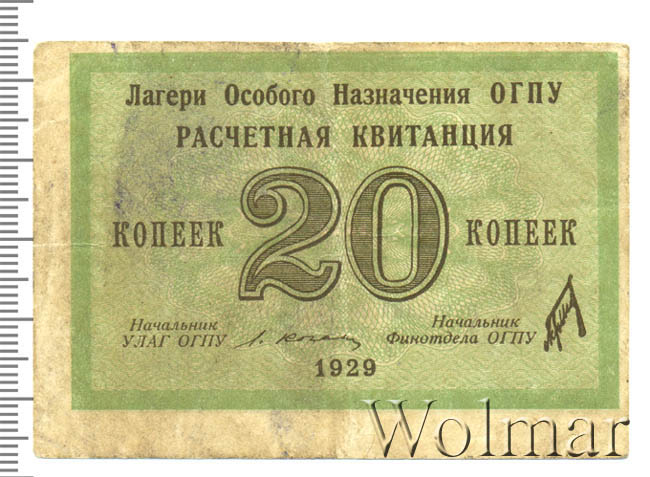 Лагери Особого Назначения ОГПУ
РАСЧЕТНАЯ КВИТАНЦИЯ
КОПЕЕК 20 КОПЕЕК
Начальник
УЛАГ ОГПУ
Начальник
Финотдела ОГПУ
1929
Wolmar